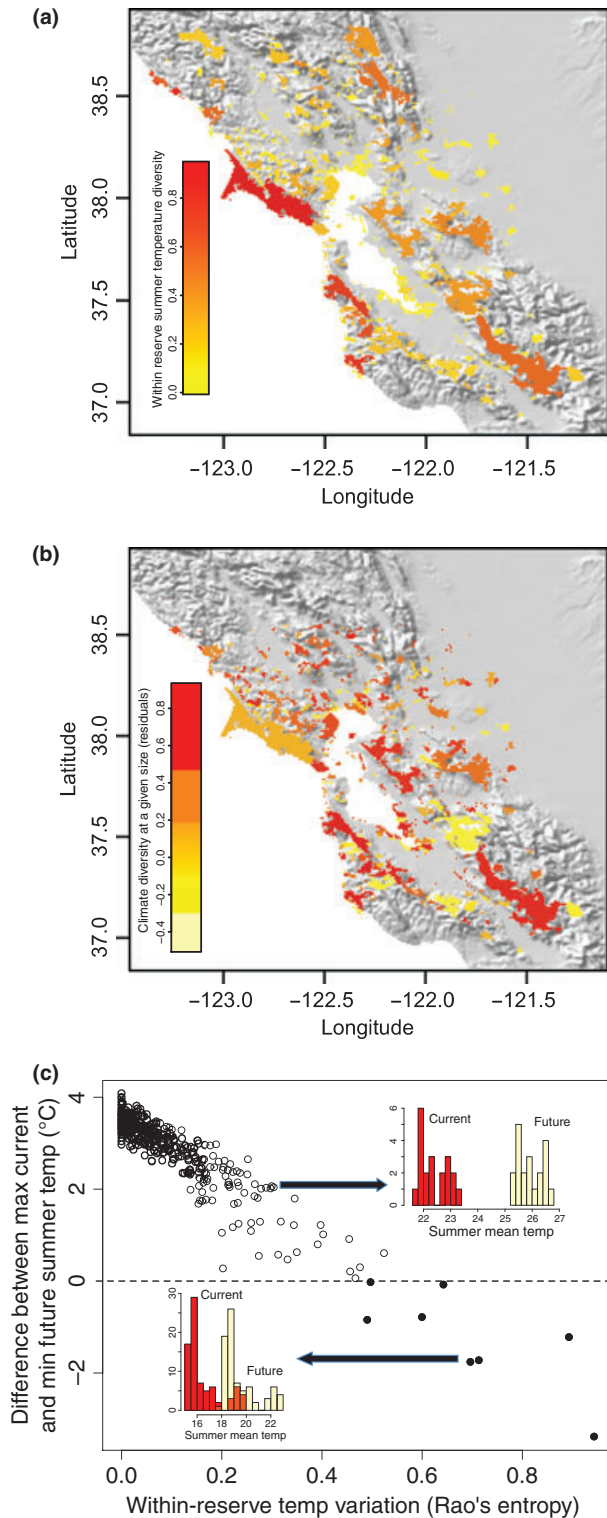 (a)
Latitude
38.5
38.0
37.5
37.0
Within reserve summer temperature diversity
0.0 0.2 0.4 0.6 0.8
−123.0 −122.5 −122.0 −121.5
Longitude
(b)
Latitude
38.5
38.0
37.5
37.0
Climate diversity at a given size (residuals)
−0.4 −0.2 0.0 0.2 0.4 0.6 0.8
−123.0 −122.5 −122.0 −121.5
Longitude
(c)
Difference between max current
and min future summer temp (°C)
4
2
0
−2
Current
Future
0 1 2 3 4 5 6
22 23 24 25 26 27
Summer mean temp
Current
Future
0 10 20 30
16 18 20 22
Summer mean temp
0.0 0.2 0.4 0.6 0.8
Within-reserve temp variation (Rao's entropy)